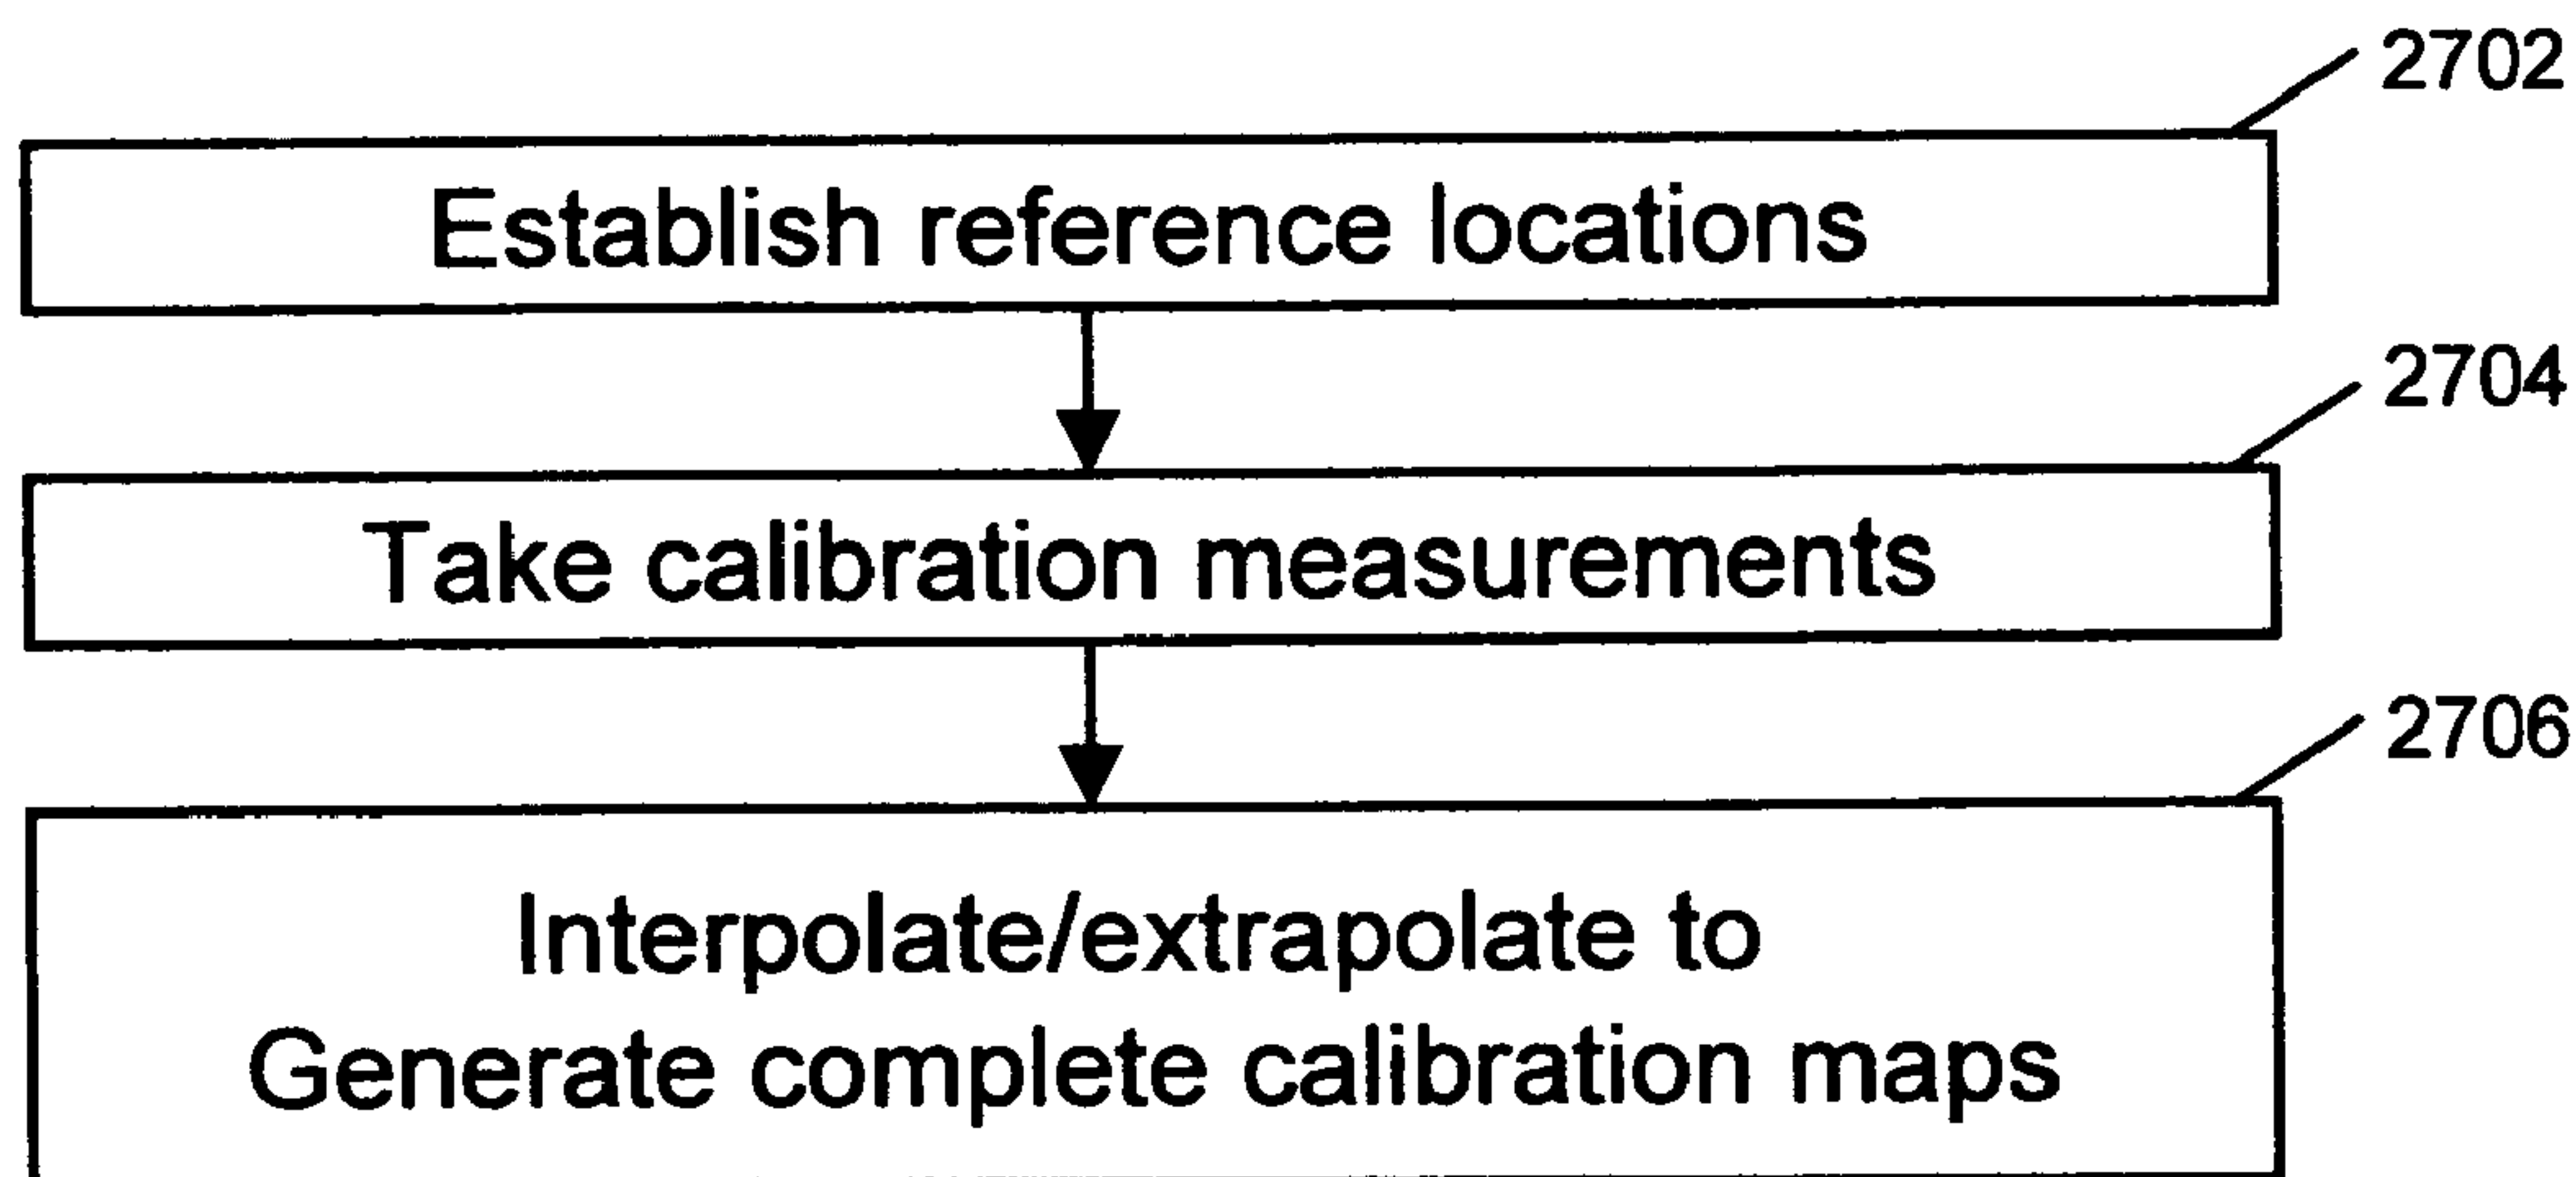 2702
Establish reference locations
2704
Take calibration measurements
2706
Interpolate/extrapolate to
Generate complete calibration maps